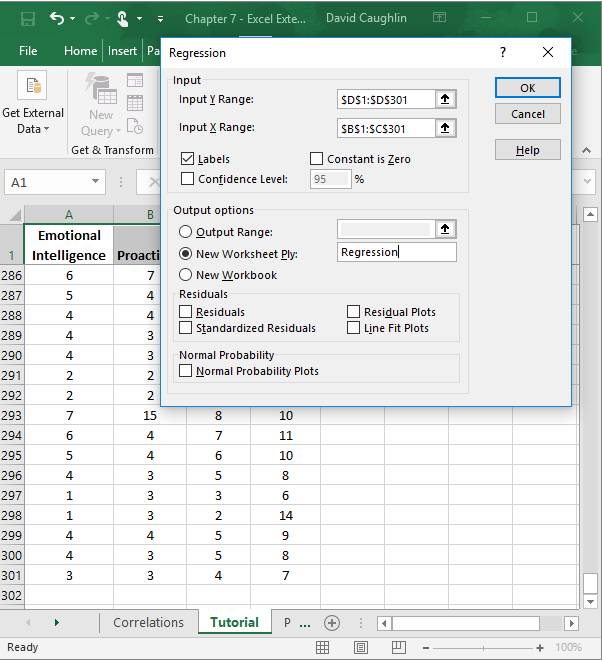 Chapter 7 - Excel Exte... David Caughlin
File Home Insert Pa
Regression ? ×
Input
Input Y Range: $D$1:$D$301
Input X Range: $B$1:$C$301
Labels Constant is Zero
Confidence Level: 95 %
OK
Cancel
Help
Output options
Output Range:
New Worksheet Ply: Regression
New Workbook
Residuals
Residuals Residual Plots
Standardized Residuals Line Fit Plots
Normal Probability
Normal Probability Plots
Get External Data
New Query
Get & Transform
A1
A B
1 Emotional Intelligence Proacti
286 6 7
287 5 4
288 4 4
289 4 3
290 4 3
291 2 2
292 2 2
293 7 15 8 10
294 6 4 7 11
295 5 4 6 10
296 4 3 5 8
297 1 3 3 6
298 1 3 2 14
299 4 4 5 9
300 4 3 5 8
301 3 3 4 7
302
Correlations Tutorial P ...
Ready 100%